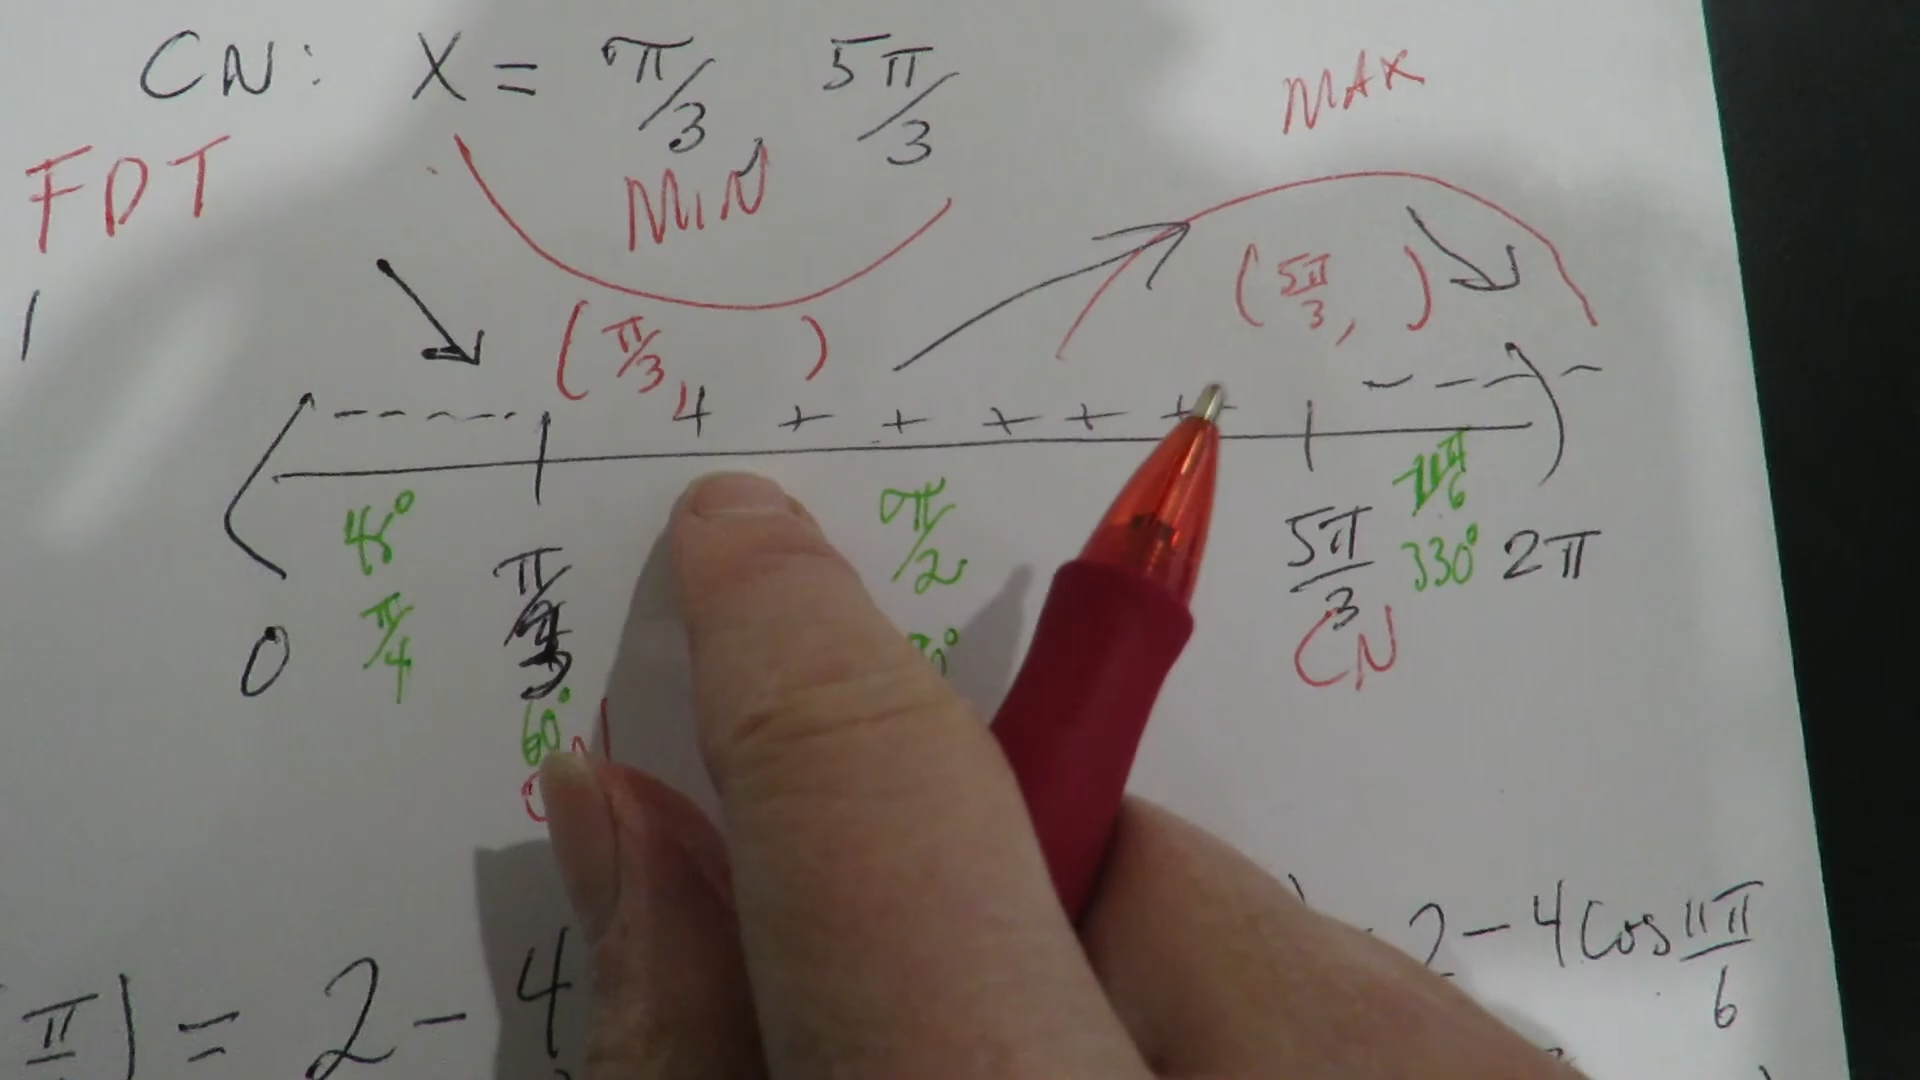 CN: X = π/3 5π/3
MAX
FDT
MIN
(π/3, ) (5π/3, )
- - - - - + + + + + - - - -
45° π/2 11π/6
0 π/4 π/3 5π/3 330° 2π
60° CN
π) = 2 - 4
2 - 4 cos 11π/6